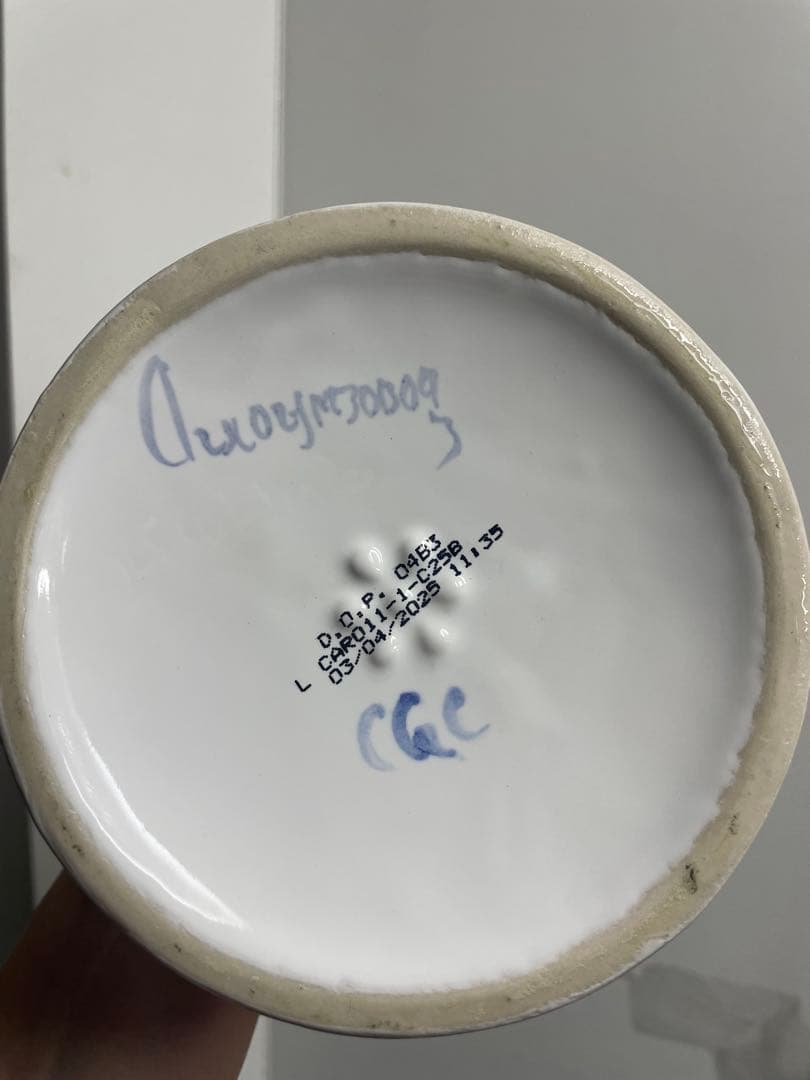 D.O.P. 04B3
L CAR011-1-C25B
03/04/2025 11:35
CGC